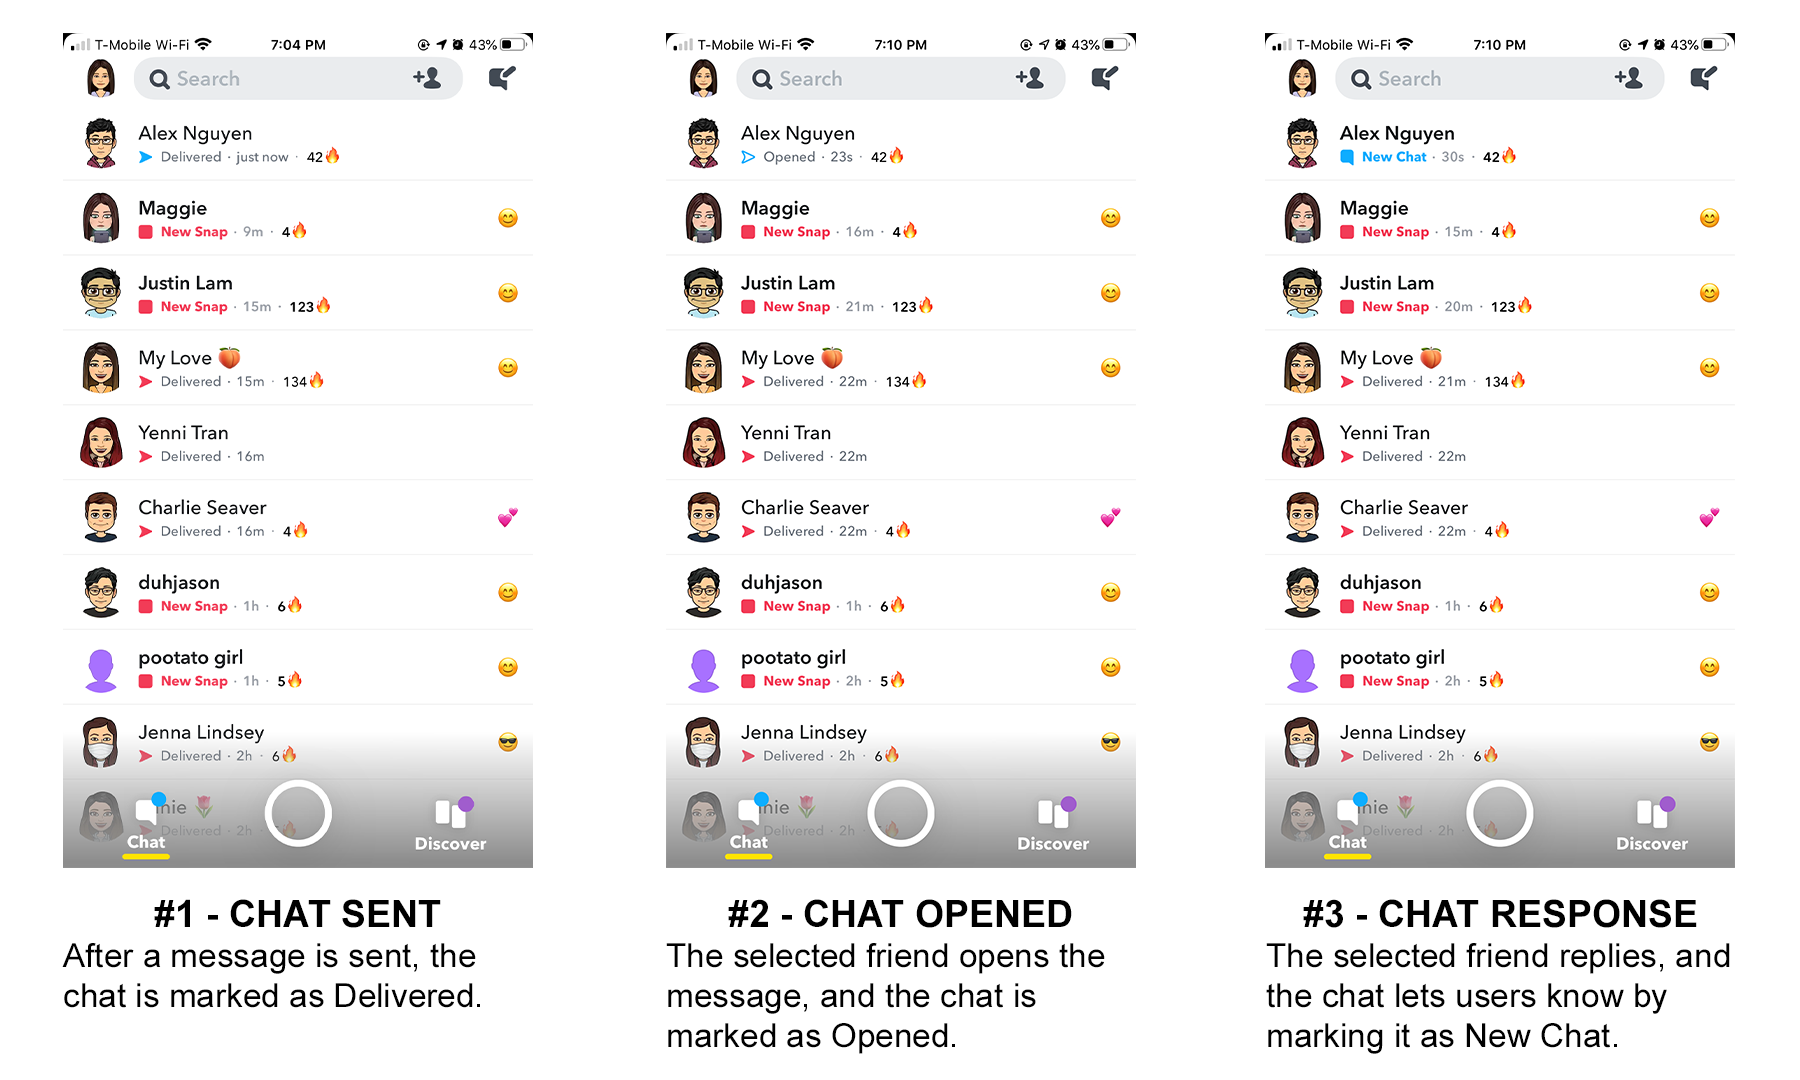 T-Mobile Wi-Fi 7:04 PM 43%
Search
Alex Nguyen
Delivered · just now · 42🔥
Maggie
New Snap · 9m · 4🔥
Justin Lam
New Snap · 15m · 123🔥
My Love 🍑
Delivered · 15m · 134🔥
Yenni Tran
Delivered · 16m
Charlie Seaver
Delivered · 16m · 4🔥
duhjason
New Snap · 1h · 6🔥
pootato girl
New Snap · 1h · 5🔥
Jenna Lindsey
Delivered · 2h · 6🔥
nie 🌷
Delivered · 2h
Chat
Discover
#1 - CHAT SENT
After a message is sent, the
chat is marked as Delivered.
T-Mobile Wi-Fi 7:10 PM 43%
Search
Alex Nguyen
Opened · 23s · 42🔥
Maggie
New Snap · 16m · 4🔥
Justin Lam
New Snap · 21m · 123🔥
My Love 🍑
Delivered · 22m · 134🔥
Yenni Tran
Delivered · 22m
Charlie Seaver
Delivered · 22m · 4🔥
duhjason
New Snap · 1h · 6🔥
pootato girl
New Snap · 2h · 5🔥
Jenna Lindsey
Delivered · 2h · 6🔥
nie 🌷
Delivered · 2h
Chat
Discover
#2 - CHAT OPENED
The selected friend opens the
message, and the chat is
marked as Opened.
T-Mobile Wi-Fi 7:10 PM 43%
Search
Alex Nguyen
New Chat · 30s · 42🔥
Maggie
New Snap · 15m · 4🔥
Justin Lam
New Snap · 20m · 123🔥
My Love 🍑
Delivered · 21m · 134🔥
Yenni Tran
Delivered · 22m
Charlie Seaver
Delivered · 22m · 4🔥
duhjason
New Snap · 1h · 6🔥
pootato girl
New Snap · 2h · 5🔥
Jenna Lindsey
Delivered · 2h · 6🔥
nie 🌷
Delivered · 2h
Chat
Discover
#3 - CHAT RESPONSE
The selected friend replies, and
the chat lets users know by
marking it as New Chat.